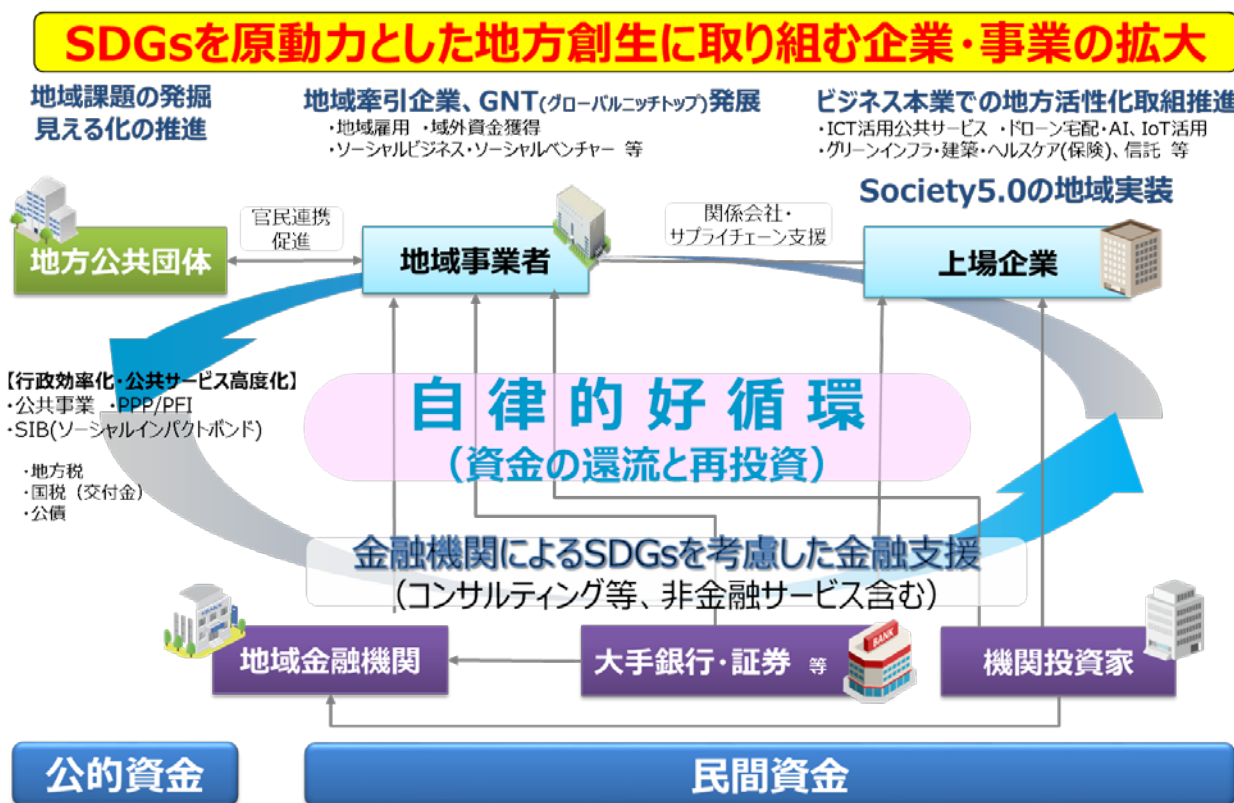 SDGsを原動力とした地方創生に取り組む企業・事業の拡大
地域課題の発掘
見える化の推進
地域牽引企業、GNT(グローバルニッチトップ)発展
・地域雇用 ・域外資金獲得
・ソーシャルビジネス・ソーシャルベンチャー 等
ビジネス本業での地方活性化取組推進
・ICT活用公共サービス ・ドローン宅配・AI、IoT活用
・グリーンインフラ・建築・ヘルスケア(保険)、信託 等
Society5.0の地域実装
地方公共団体
官民連携
促進
地域事業者
関係会社・
サプライチェーン支援
上場企業
【行政効率化・公共サービス高度化】
・公共事業 ・PPP/PFI
・SIB(ソーシャルインパクトボンド)
・地方税
・国税（交付金）
・公債
自律的好循環
（資金の還流と再投資）
金融機関によるSDGsを考慮した金融支援
（コンサルティング等、非金融サービス含む）
地域金融機関
大手銀行・証券 等
BANK
機関投資家
公的資金
民間資金